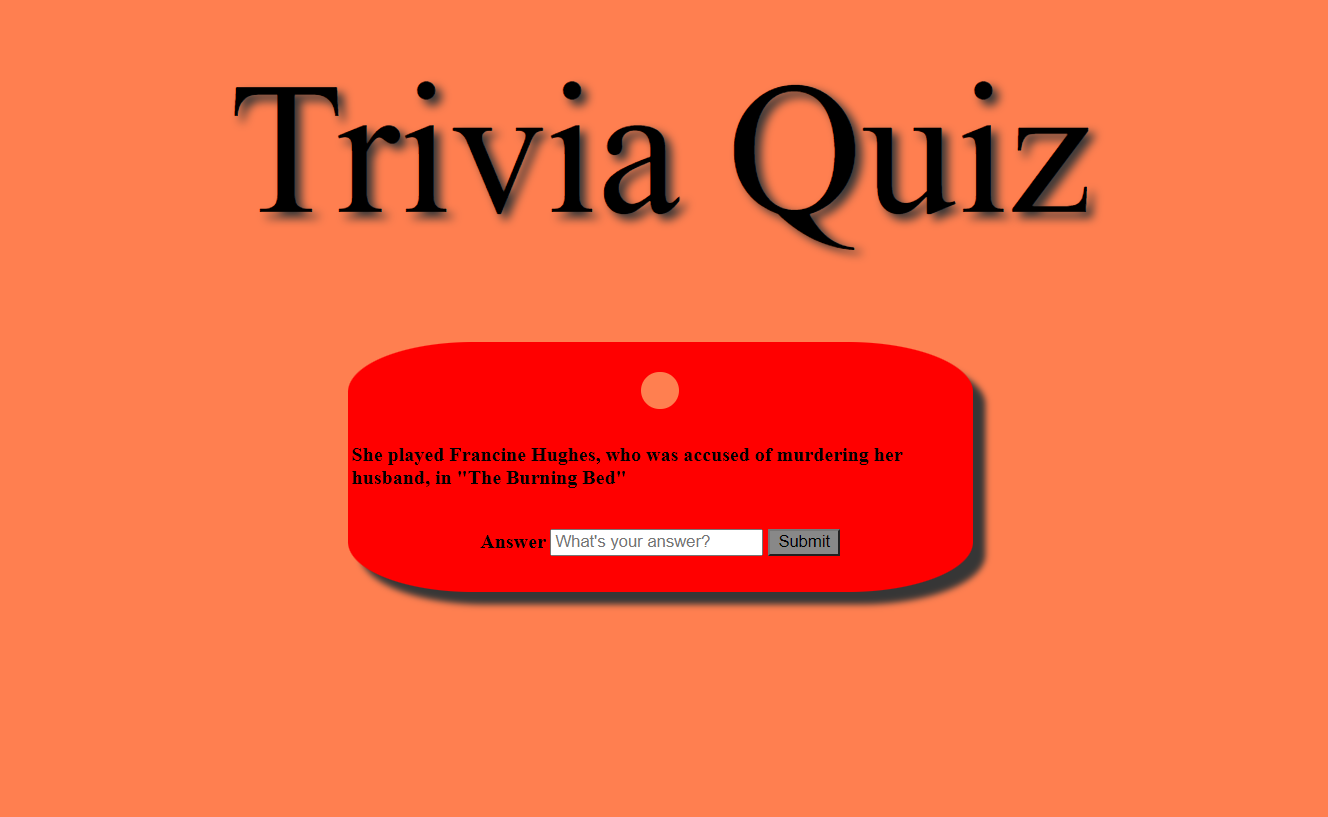 Trivia Quiz
She played Francine Hughes, who was accused of murdering her
husband, in "The Burning Bed"
Answer What's your answer? Submit